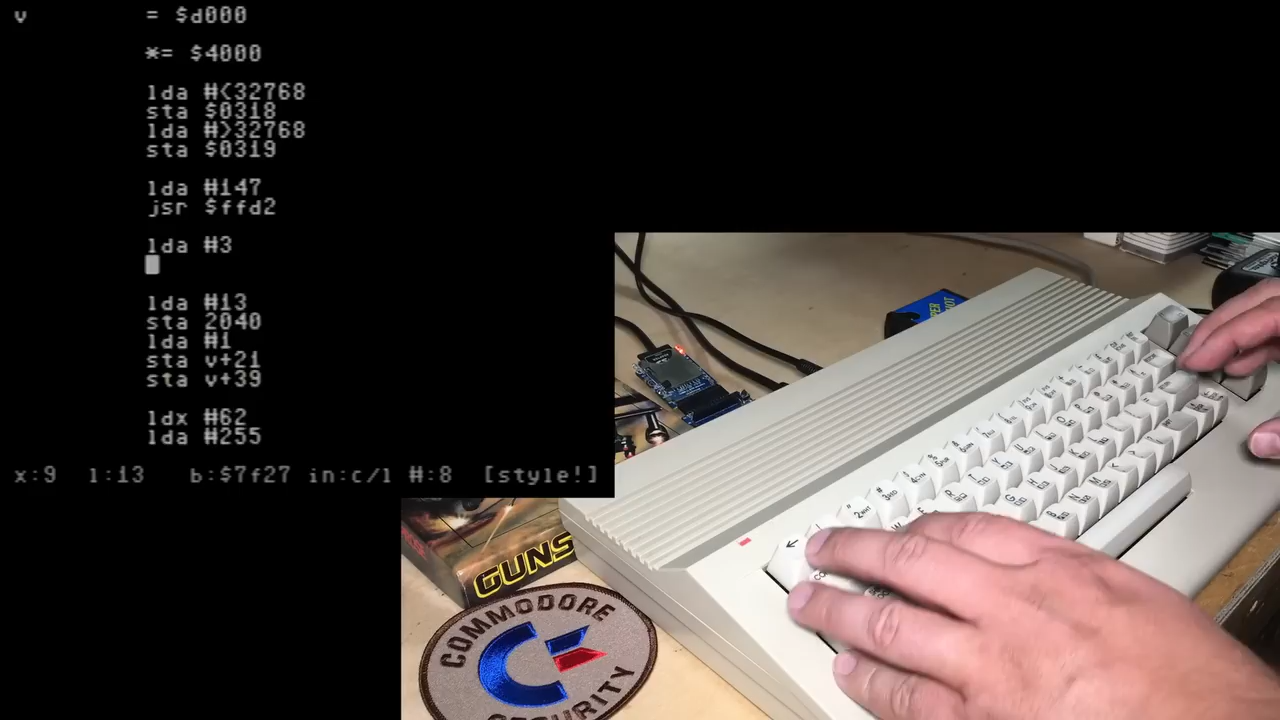 v = $d000
*= $4000
lda #<32768
sta $0318
lda #>32768
sta $0319
lda #147
jsr $ffd2
lda #3
lda #13
sta 2040
lda #1
sta v+21
sta v+39
ldx #62
lda #255
x:9 l:13 b:$7f27 in:c/l #:8 [style!]
GUNS
COMMODORE
SECURITY